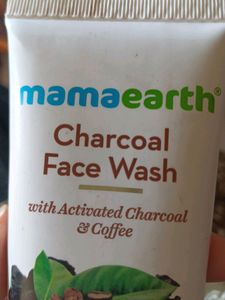 mamaearth®
Charcoal
Face Wash
with Activated Charcoal
& Coffee